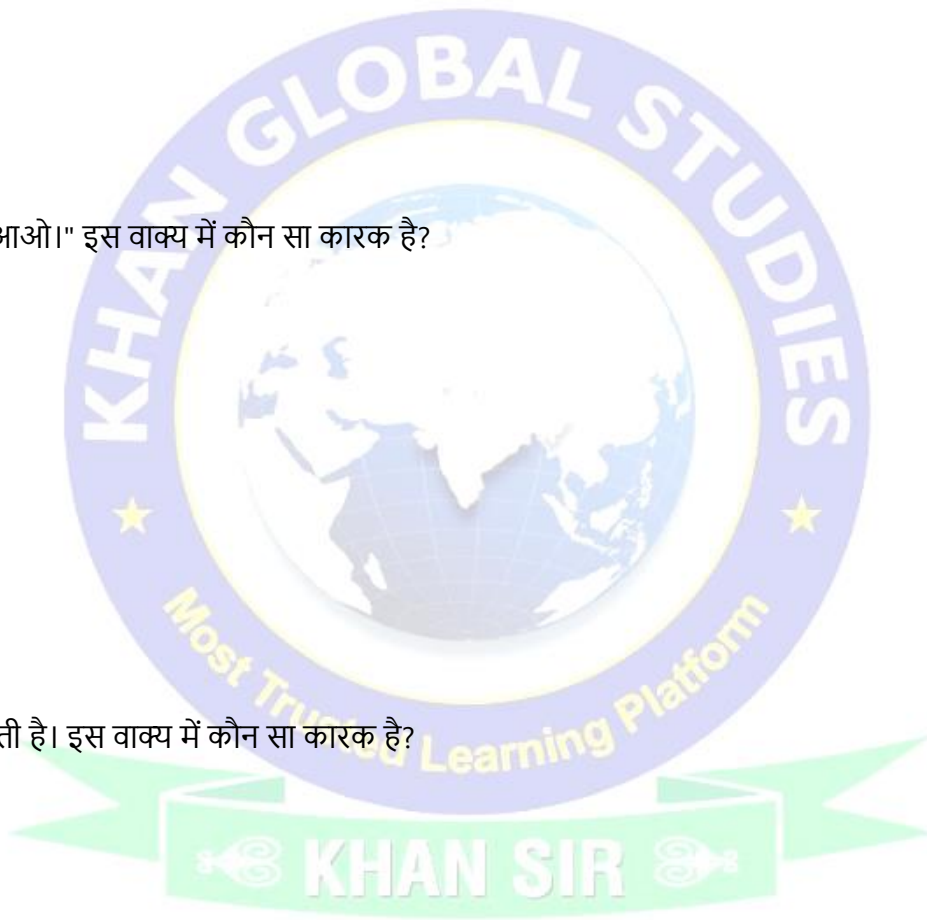 KHAN GLOBAL STUDIES
आओ।" इस वाक्य में कौन सा कारक है?
ती है। इस वाक्य में कौन सा कारक है?
Most Trusted Learning Platform
KHAN SIR